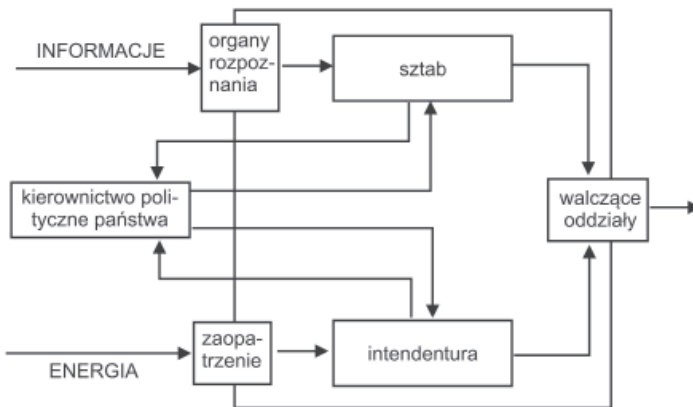 INFORMACJE
organy
rozpoz-
nania
sztab
kierownictwo poli-
tyczne państwa
walczące
oddziały
zaopa-
trzenie
intendentura
ENERGIA